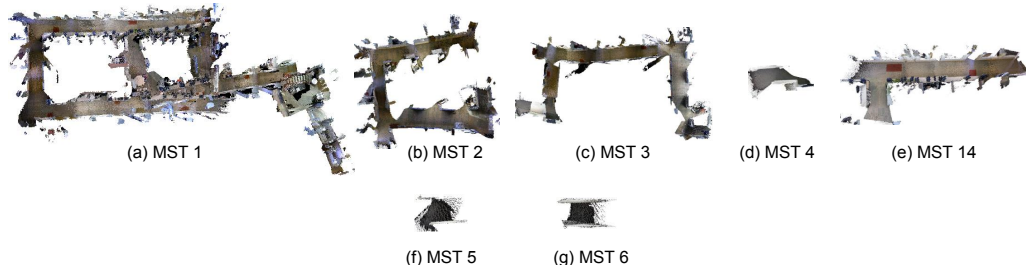 (a) MST 1
(b) MST 2
(c) MST 3
(d) MST 4
(e) MST 14
(f) MST 5
(g) MST 6